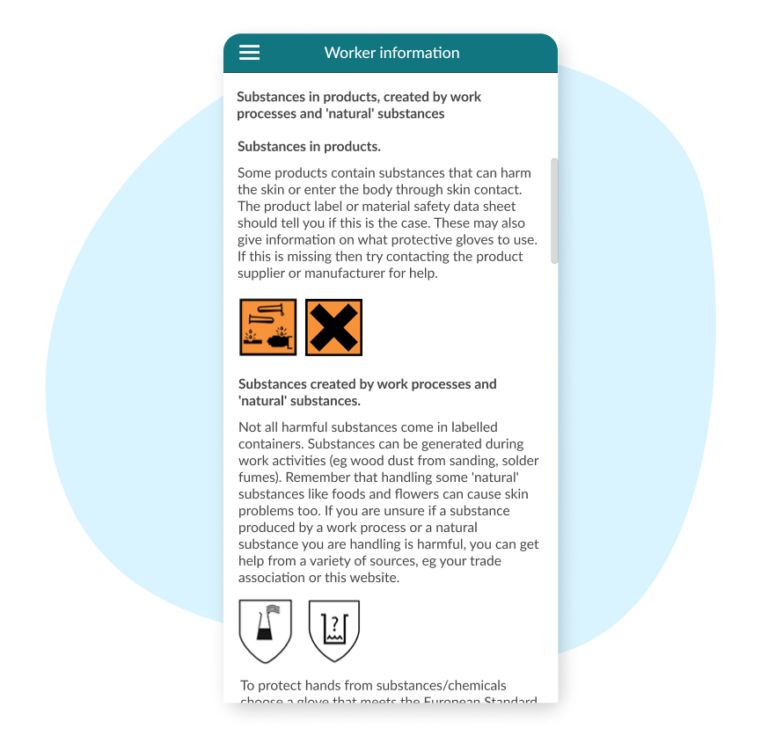 Worker information
Substances in products, created by work
processes and 'natural' substances
Substances in products.
Some products contain substances that can harm
the skin or enter the body through skin contact.
The product label or material safety data sheet
should tell you if this is the case. These may also
give information on what protective gloves to use.
If this is missing then try contacting the product
supplier or manufacturer for help.
Substances created by work processes and
'natural' substances.
Not all harmful substances come in labelled
containers. Substances can be generated during
work activities (eg wood dust from sanding, solder
fumes). Remember that handling some 'natural'
substances like foods and flowers can cause skin
problems too. If you are unsure if a substance
produced by a work process or a natural
substance you are handling is harmful, you can get
help from a variety of sources, eg your trade
association or this website.
?
To protect hands from substances/chemicals
choose a glove that meets the European Standard